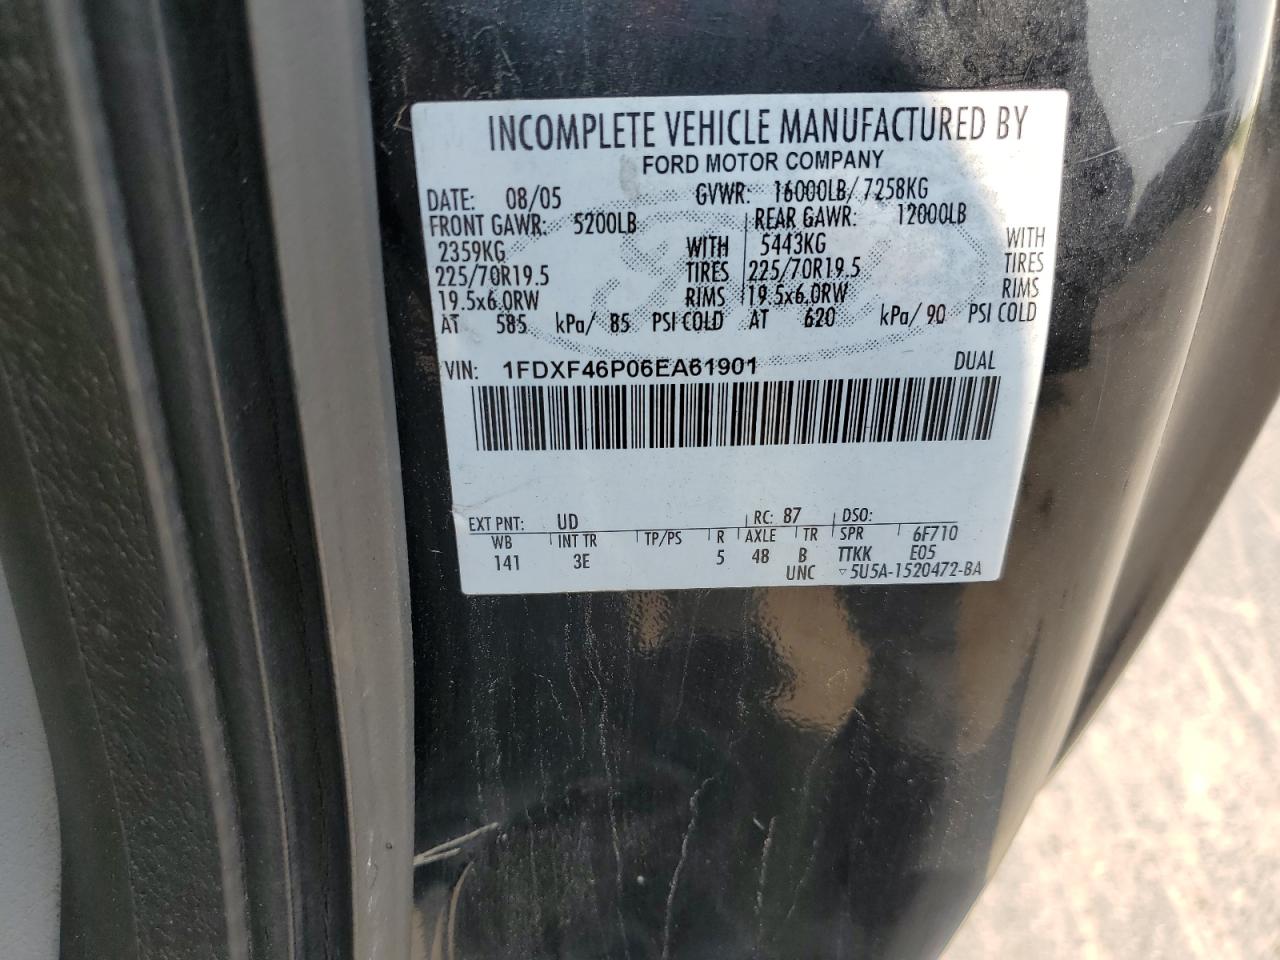 INCOMPLETE VEHICLE MANUFACTURED BY
FORD MOTOR COMPANY
DATE: 08/05 GVWR: 16000LB/7258KG
FRONT GAWR: 5200LB REAR GAWR: 12000LB
2359KG WITH 5443KG WITH
225/70R19.5 TIRES 225/70R19.5 TIRES
19.5x6.0RW RIMS 19.5x6.0RW RIMS
AT 585 kPa/ 85 PSI COLD AT 620 kPa/ 90 PSI COLD
VIN: 1FDXF46P06EA61901 DUAL
EXT PNT: UD RC: 87 DSO:
WB INT TR TP/PS R AXLE TR SPR 6F710
141 3E 5 48 B TTKK E05
UNC ▽5U5A-1520472-BA